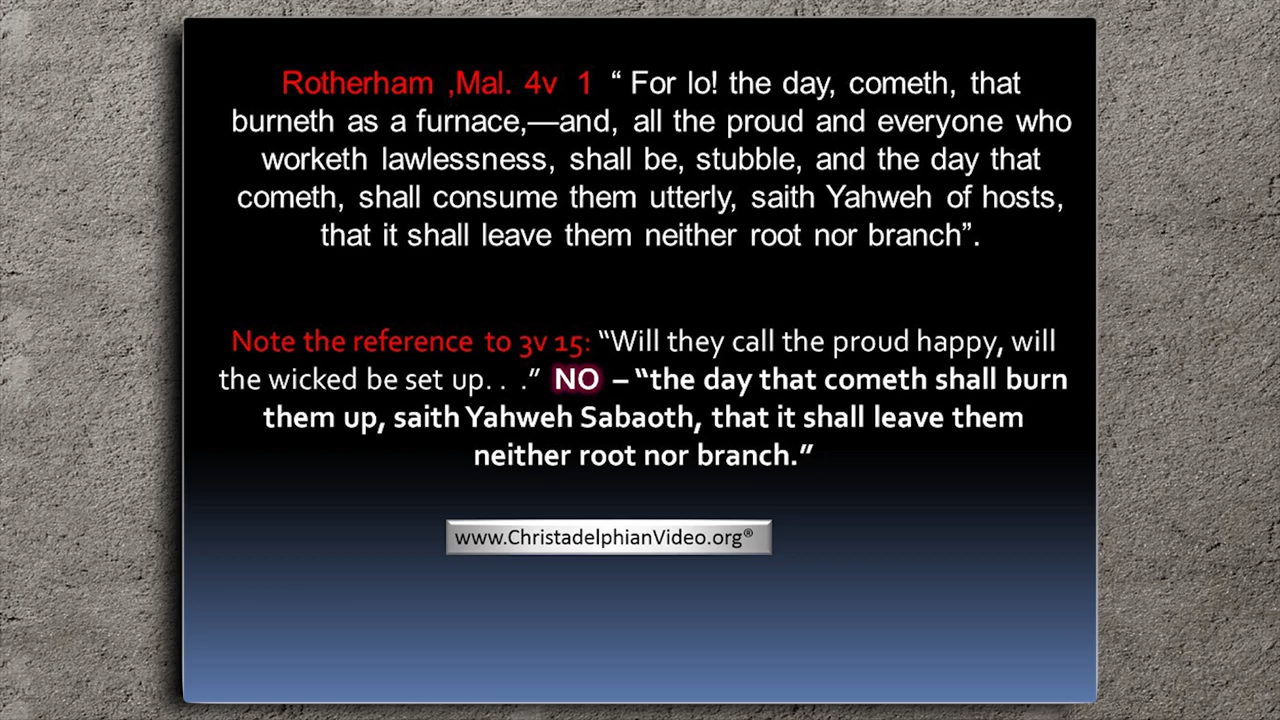 Rotherham ,Mal. 4v 1 “ For lo! the day, cometh, that
burneth as a furnace,—and, all the proud and everyone who
worketh lawlessness, shall be, stubble, and the day that
cometh, shall consume them utterly, saith Yahweh of hosts,
that it shall leave them neither root nor branch”.
Note the reference to 3v 15: “Will they call the proud happy, will
the wicked be set up. . .” NO – “the day that cometh shall burn
them up, saith Yahweh Sabaoth, that it shall leave them
neither root nor branch.”
www.ChristadelphianVideo.org®